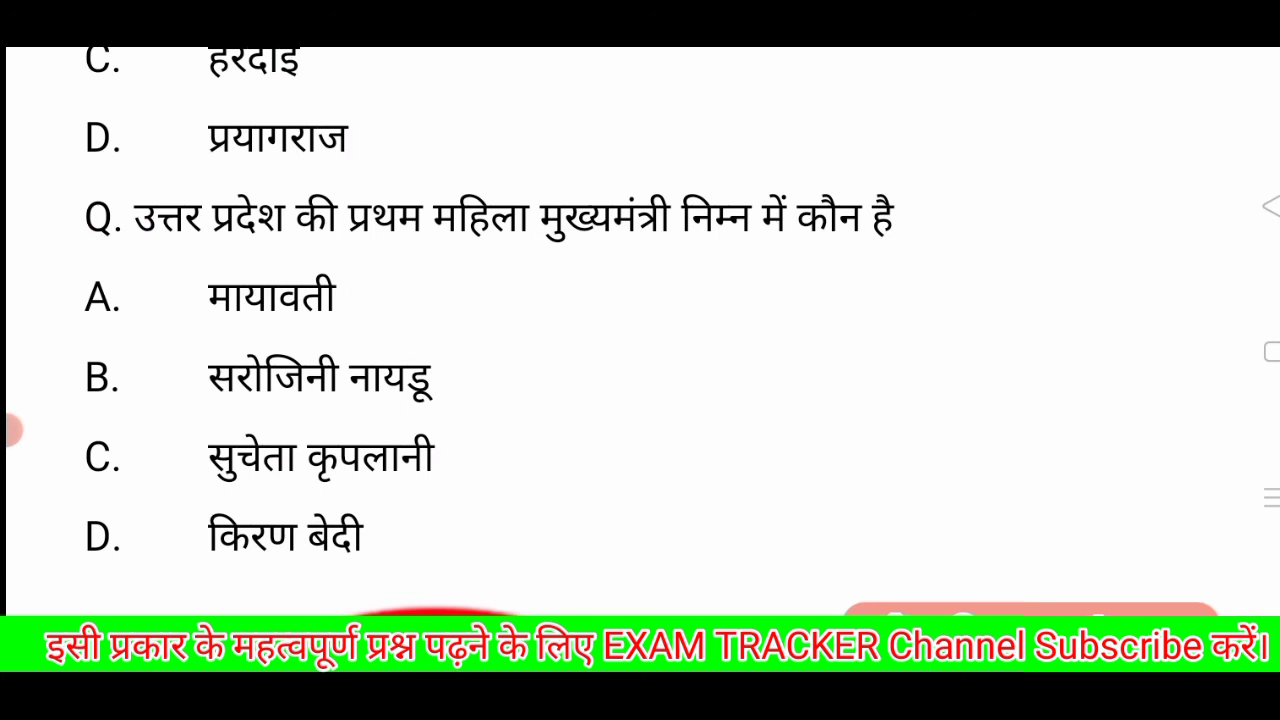 C. हरदोई
D. प्रयागराज
Q. उत्तर प्रदेश की प्रथम महिला मुख्यमंत्री निम्न में कौन है
A. मायावती
B. सरोजिनी नायडू
C. सुचेता कृपलानी
D. किरण बेदी
इसी प्रकार के महत्वपूर्ण प्रश्न पढ़ने के लिए EXAM TRACKER Channel Subscribe करें।